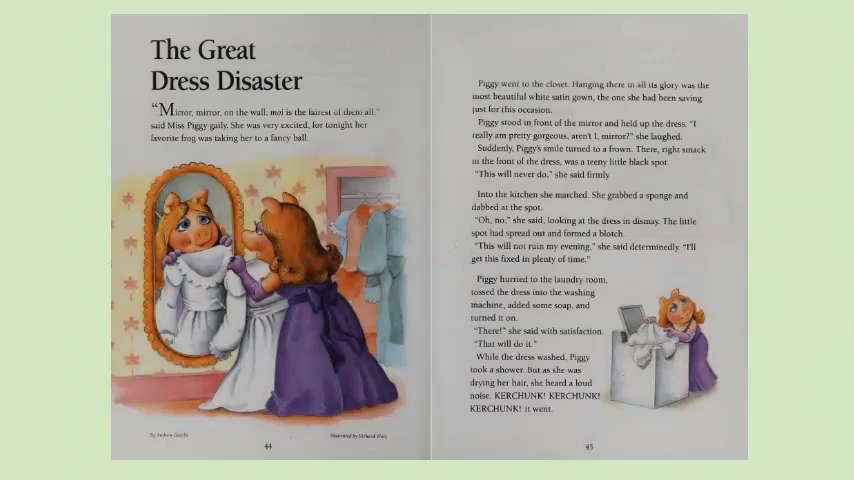 The Great
Dress Disaster
"Mirror, mirror, on the wall, moi is the fairest of them all,"
said Miss Piggy gaily. She was very excited, for tonight her
favorite frog was taking her to a fancy ball.
By Andrew Gutelle
Illustrated by Richard Walz
44
Piggy went to the closet. Hanging there in all its glory was the
most beautiful white satin gown, the one she had been saving
just for this occasion.
Piggy stood in front of the mirror and held up the dress. "I
really am pretty gorgeous, aren't I, mirror?" she laughed.
Suddenly, Piggy's smile turned to a frown. There, right smack
in the front of the dress, was a teeny little black spot.
"This will never do," she said firmly.
Into the kitchen she marched. She grabbed a sponge and
dabbed at the spot.
"Oh, no," she said, looking at the dress in dismay. The little
spot had spread out and formed a blotch.
"This will not ruin my evening," she said determinedly. "I'll
get this fixed in plenty of time."
Piggy hurried to the laundry room,
tossed the dress into the washing
machine, added some soap, and
turned it on.
"There!" she said with satisfaction.
"That will do it."
While the dress washed, Piggy
took a shower. But as she was
drying her hair, she heard a loud
noise. KERCHUNK! KERCHUNK!
KERCHUNK! it went.
45